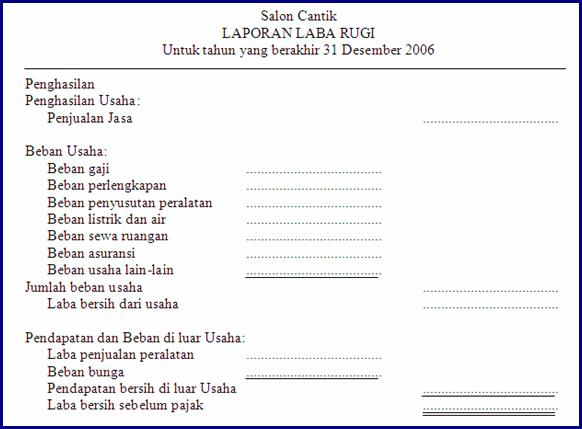 Salon Cantik
LAPORAN LABA RUGI
Untuk tahun yang berakhir 31 Desember 2006
Penghasilan
Penghasilan Usaha:
Penjualan Jasa
Beban Usaha:
Beban gaji
Beban perlengkapan
Beban penyusutan peralatan
Beban listrik dan air
Beban sewa ruangan
Beban asuransi
Beban usaha lain-lain
Jumlah beban usaha
Laba bersih dari usaha
Pendapatan dan Beban di luar Usaha:
Laba penjualan peralatan
Beban bunga
Pendapatan bersih di luar Usaha
Laba bersih sebelum pajak